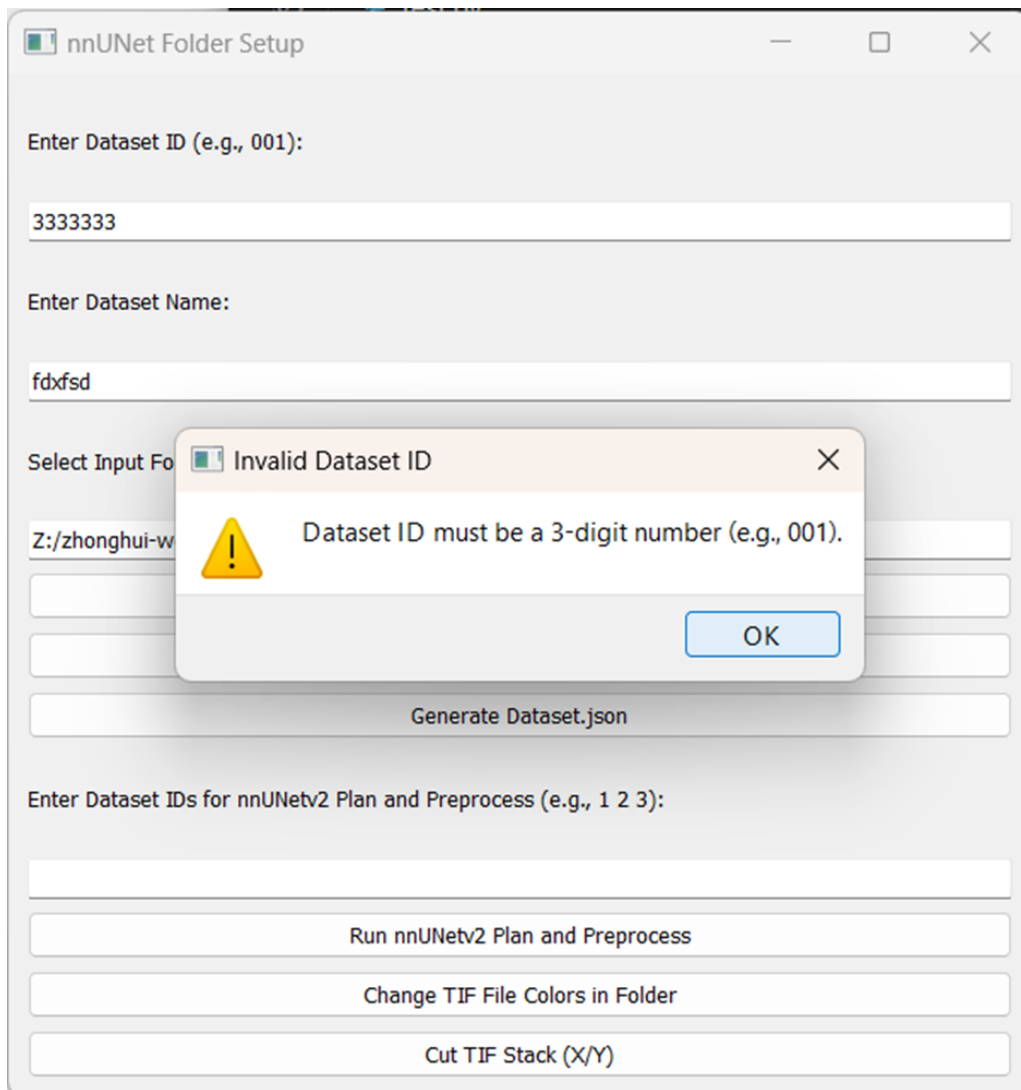 nnUNet Folder Setup
Enter Dataset ID (e.g., 001):
3333333
Enter Dataset Name:
fdxfsd
Select Input Fo
Z:/zhonghui-w
Invalid Dataset ID
Dataset ID must be a 3-digit number (e.g., 001).
OK
Generate Dataset.json
Enter Dataset IDs for nnUNetv2 Plan and Preprocess (e.g., 1 2 3):
Run nnUNetv2 Plan and Preprocess
Change TIF File Colors in Folder
Cut TIF Stack (X/Y)